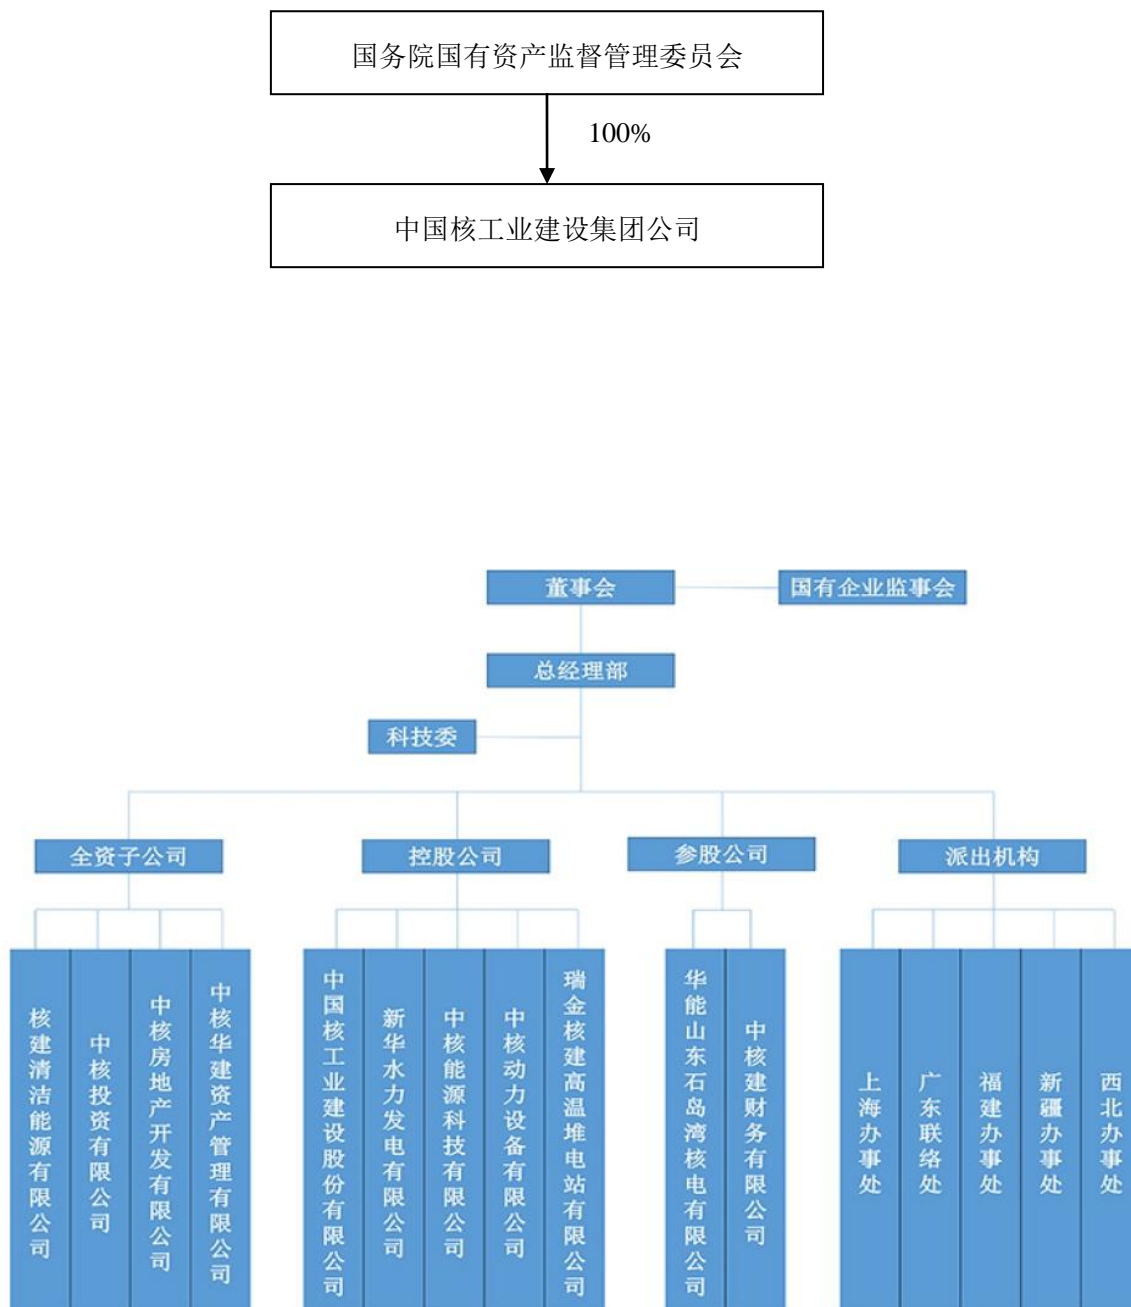 国务院国有资产监督管理委员会
100%
中国核工业建设集团公司
董事会
国有企业监事会
总经理部
科技委
全资子公司
控股公司
参股公司
派出机构
核建清洁能源有限公司
中核投资有限公司
中核房地产开发有限公司
中核华建资产管理有限公司
中国核工业建设股份有限公司
新华水力发电有限公司
中核能源科技有限公司
中核动力设备有限公司
瑞金核建高温堆电站有限公司
华能山东石岛湾核电有限公司
中核建财务有限公司
上海办事处
广东联络处
福建办事处
新疆办事处
西北办事处